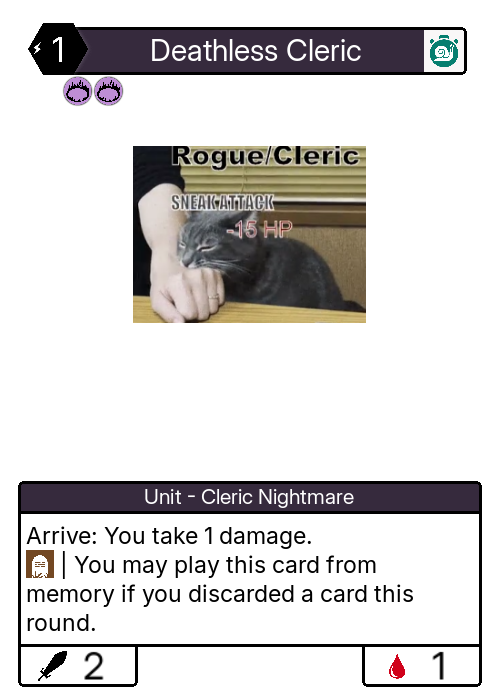 1
Deathless Cleric
Rogue/Cleric
SNEAK ATTACK
-15 HP
Unit - Cleric Nightmare
Arrive: You take 1 damage.
| You may play this card from
memory if you discarded a card this
round.
2
1